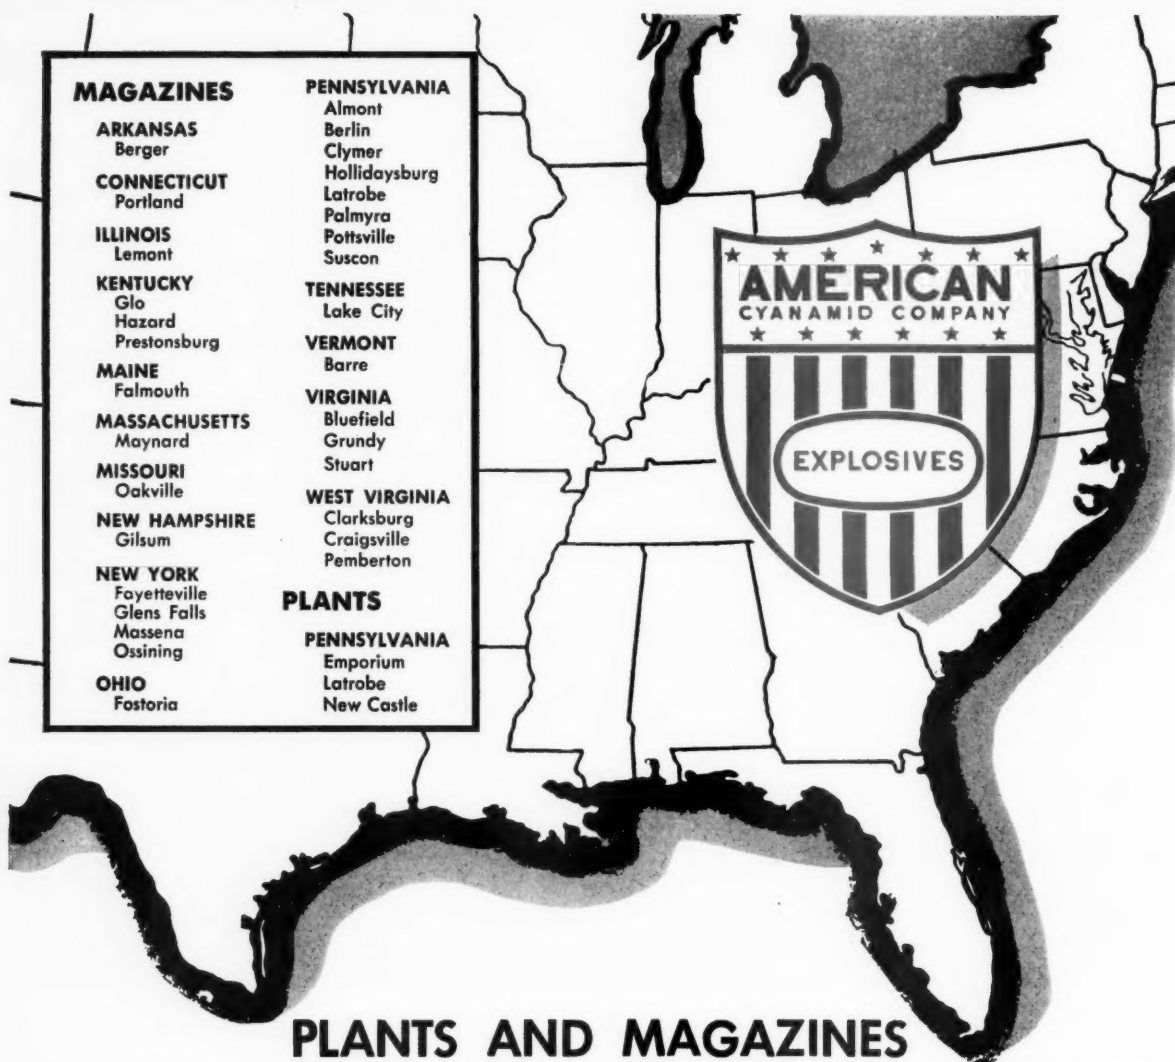 MAGAZINES
ARKANSAS
Berger
CONNECTICUT
Portland
ILLINOIS
Lemont
KENTUCKY
Glo
Hazard
Prestonsburg
MAINE
Falmouth
MASSACHUSETTS
Maynard
MISSOURI
Oakville
NEW HAMPSHIRE
Gilsum
NEW YORK
Fayetteville
Glens Falls
Massena
Ossining
OHIO
Fostoria
PENNSYLVANIA
Almont
Berlin
Clymer
Hollidaysburg
Latrobe
Palmyra
Pottsville
Suscon
TENNESSEE
Lake City
VERMONT
Barre
VIRGINIA
Bluefield
Grundy
Stuart
WEST VIRGINIA
Clarksburg
Craigsville
Pemberton
PLANTS
PENNSYLVANIA
Emporium
Latrobe
New Castle
AMERICAN
CYANAMID COMPANY
EXPLOSIVES
PLANTS AND MAGAZINES